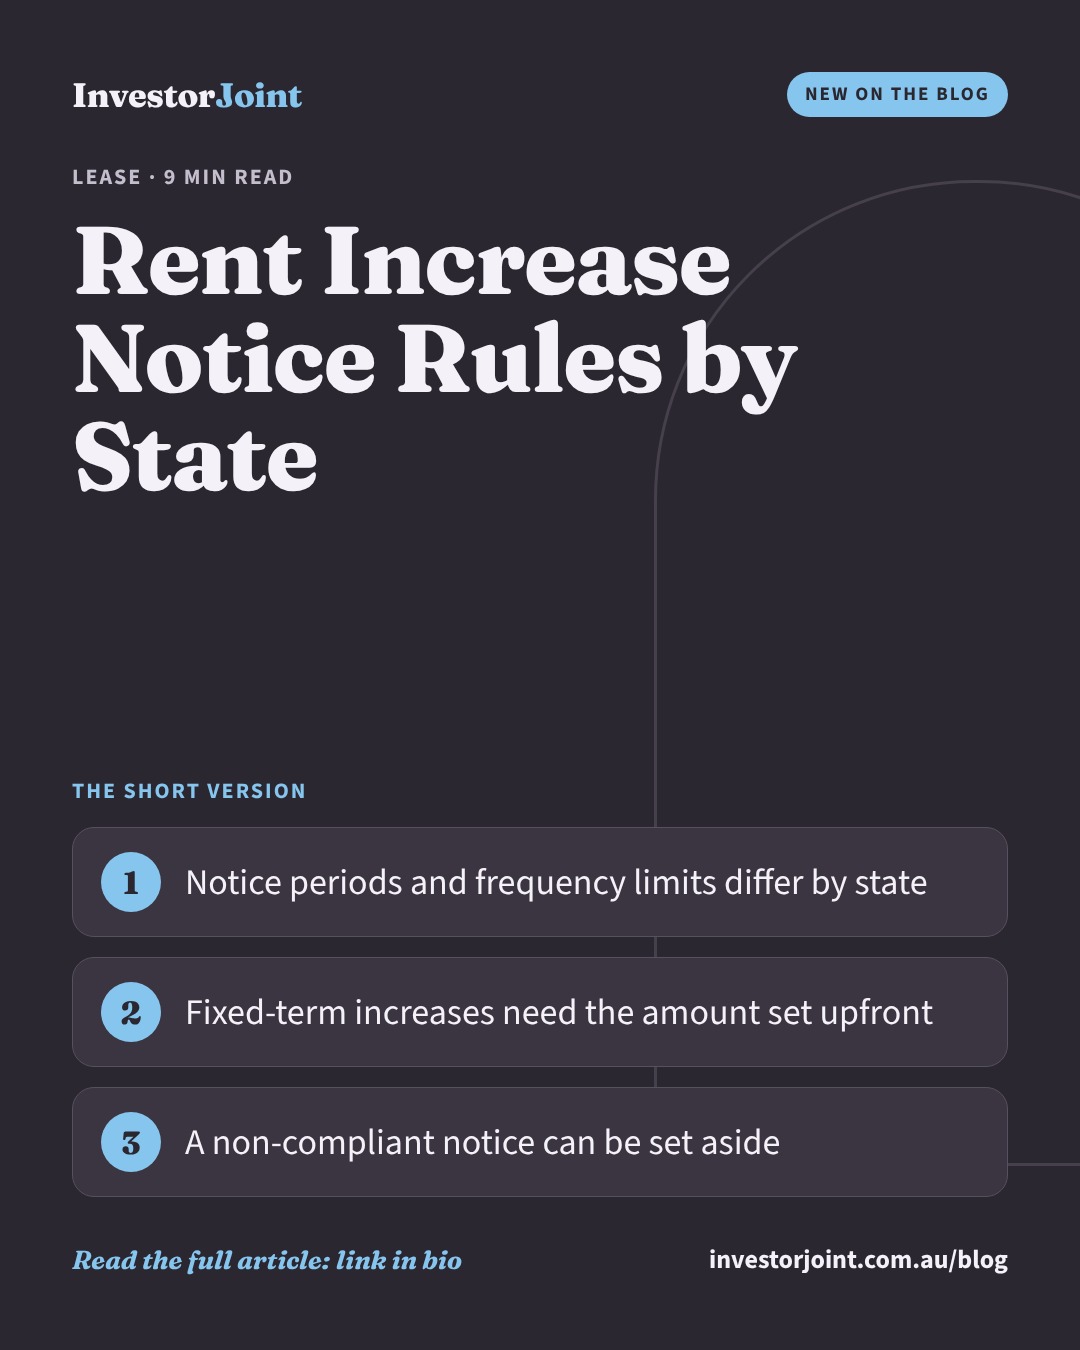 InvestorJoint
NEW ON THE BLOG
LEASE · 9 MIN READ
Rent Increase
Notice Rules by
State
THE SHORT VERSION
1 Notice periods and frequency limits differ by state
2 Fixed-term increases need the amount set upfront
3 A non-compliant notice can be set aside
Read the full article: link in bio
investorjoint.com.au/blog